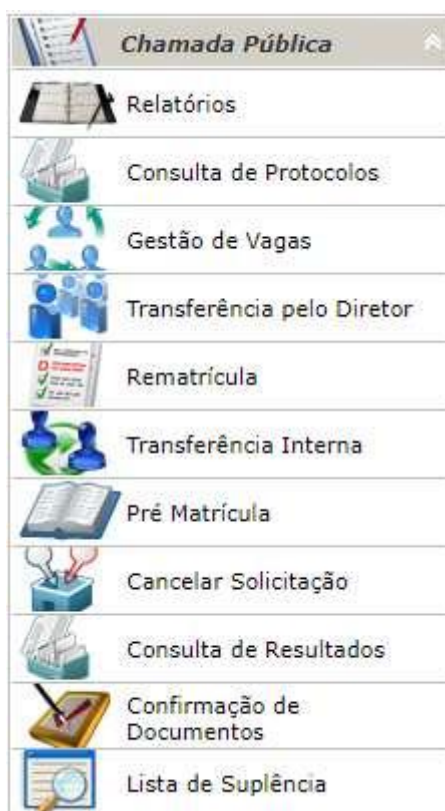 Chamada Pública
Relatórios
Consulta de Protocolos
Gestão de Vagas
Transferência pelo Diretor
Rematrícula
Transferência Interna
Pré Matrícula
Cancelar Solicitação
Consulta de Resultados
Confirmação de
Documentos
Lista de Suplência